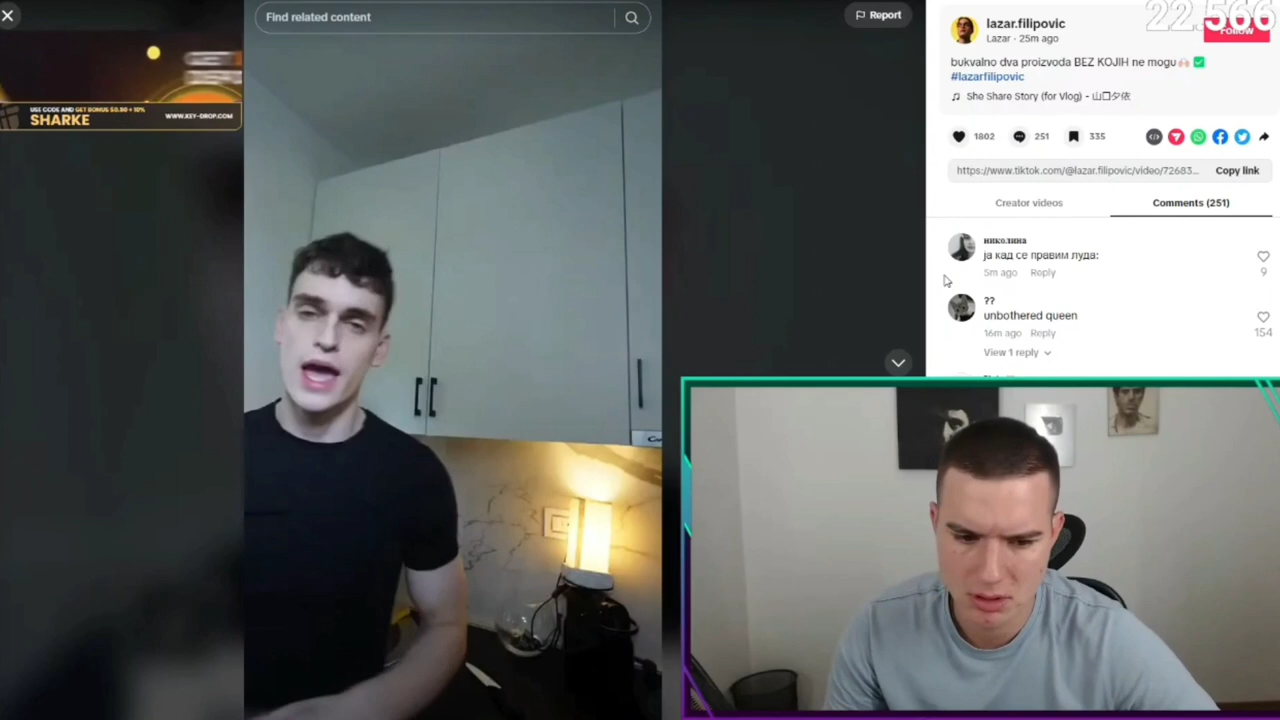 Find related content
Report
USE CODE AND GET BONUS $0.50 + 10%
SHARKE
WWW.KEY-DROP.COM
22.566
lazar.filipovic
Lazar · 25m ago
Follow
bukvalno dva proizvoda BEZ KOJIH ne mogu🫶🏻✅
#lazarfilipovic
She Share Story (for Vlog) - 山口夕依
1802
251
335
https://www.tiktok.com/@lazar.filipovic/video/72683...
Copy link
Creator videos
Comments (251)
николина
ја кад се правим луда:
5m ago
Reply
9
??
unbothered queen
16m ago
Reply
154
View 1 reply